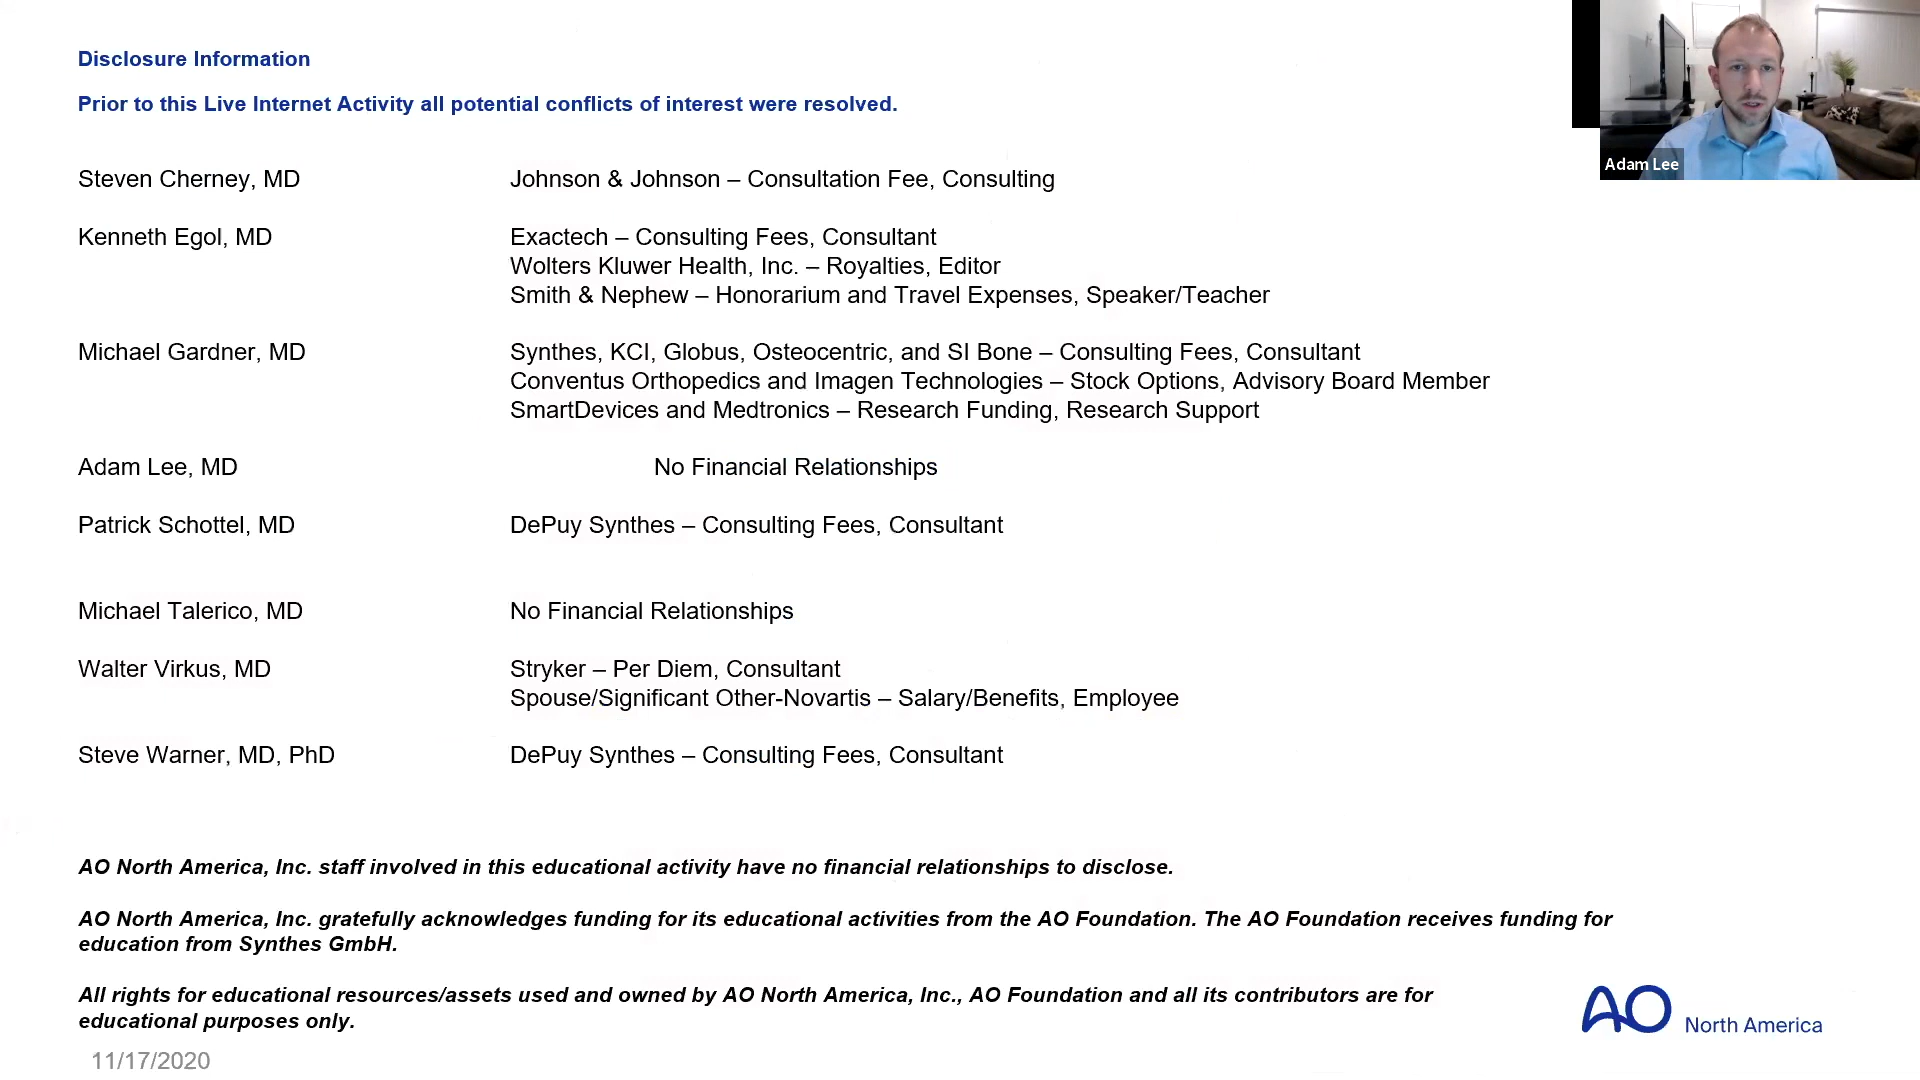 Disclosure Information
Prior to this Live Internet Activity all potential conflicts of interest were resolved.
Adam Lee
Steven Cherney, MD Johnson & Johnson – Consultation Fee, Consulting
Kenneth Egol, MD Exactech – Consulting Fees, Consultant
Wolters Kluwer Health, Inc. – Royalties, Editor
Smith & Nephew – Honorarium and Travel Expenses, Speaker/Teacher
Michael Gardner, MD Synthes, KCI, Globus, Osteocentric, and SI Bone – Consulting Fees, Consultant
Conventus Orthopedics and Imagen Technologies – Stock Options, Advisory Board Member
SmartDevices and Medtronics – Research Funding, Research Support
Adam Lee, MD No Financial Relationships
Patrick Schottel, MD DePuy Synthes – Consulting Fees, Consultant
Michael Talerico, MD No Financial Relationships
Walter Virkus, MD Stryker – Per Diem, Consultant
Spouse/Significant Other-Novartis – Salary/Benefits, Employee
Steve Warner, MD, PhD DePuy Synthes – Consulting Fees, Consultant
AO North America, Inc. staff involved in this educational activity have no financial relationships to disclose.
AO North America, Inc. gratefully acknowledges funding for its educational activities from the AO Foundation. The AO Foundation receives funding for
education from Synthes GmbH.
All rights for educational resources/assets used and owned by AO North America, Inc., AO Foundation and all its contributors are for
educational purposes only.
AO North America
11/17/2020